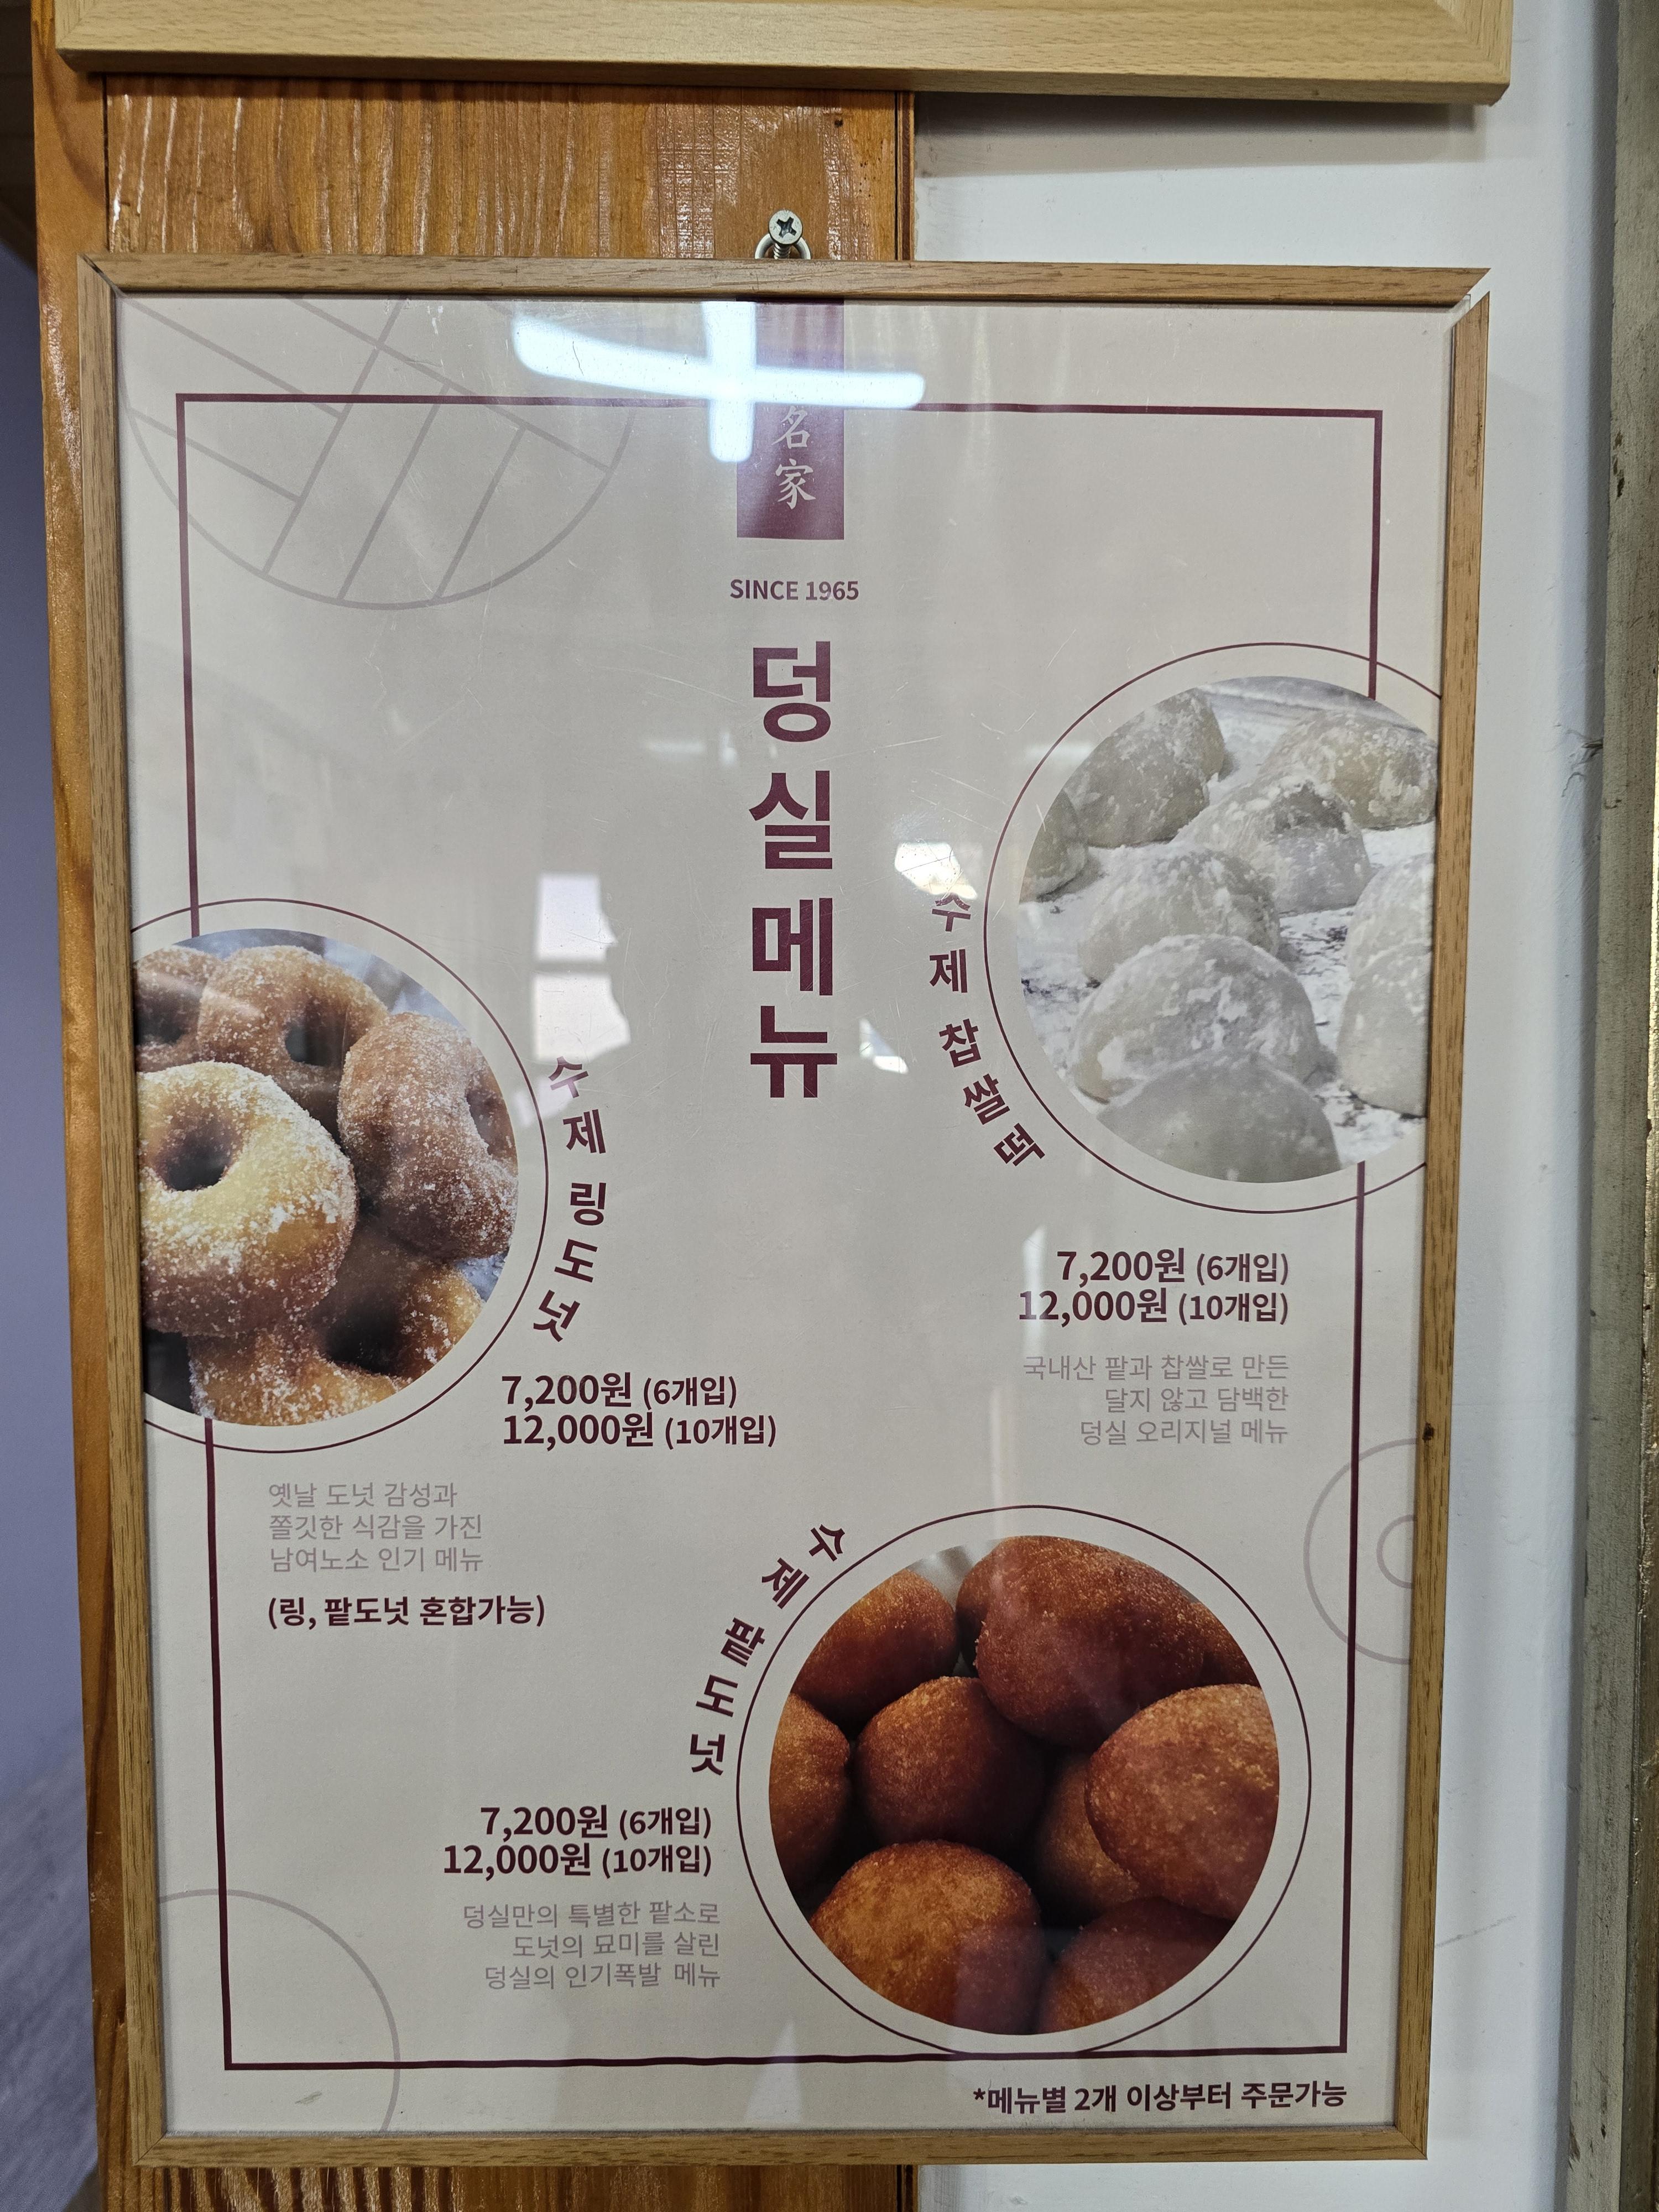 名家
SINCE 1965
덩실메뉴
수제 찹쌀떡
7,200원 (6개입)
12,000원 (10개입)
국내산 팥과 찹쌀로 만든
달지 않고 담백한
덩실 오리지널 메뉴
수제 링도넛
7,200원 (6개입)
12,000원 (10개입)
옛날 도넛 감성과
쫄깃한 식감을 가진
남여노소 인기 메뉴
(링, 팥도넛 혼합가능)
수제 팥도넛
7,200원 (6개입)
12,000원 (10개입)
덩실만의 특별한 팥소로
도넛의 묘미를 살린
덩실의 인기폭발 메뉴
*메뉴별 2개 이상부터 주문가능